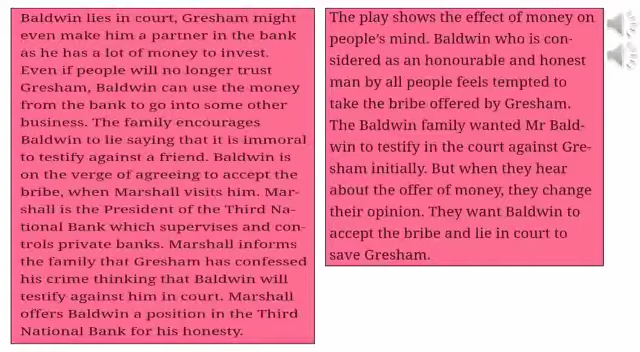 Baldwin lies in court, Gresham might
even make him a partner in the bank
as he has a lot of money to invest.
Even if people will no longer trust
Gresham, Baldwin can use the money
from the bank to go into some other
business. The family encourages
Baldwin to lie saying that it is immoral
to testify against a friend. Baldwin is
on the verge of agreeing to accept the
bribe, when Marshall visits him. Mar-
shall is the President of the Third Na-
tional Bank which supervises and con-
trols private banks. Marshall informs
the family that Gresham has confessed
his crime thinking that Baldwin will
testify against him in court. Marshall
offers Baldwin a position in the Third
National Bank for his honesty.
The play shows the effect of money on
people's mind. Baldwin who is con-
sidered as an honourable and honest
man by all people feels tempted to
take the bribe offered by Gresham.
The Baldwin family wanted Mr Bald-
win to testify in the court against Gre-
sham initially. But when they hear
about the offer of money, they change
their opinion. They want Baldwin to
accept the bribe and lie in court to
save Gresham.